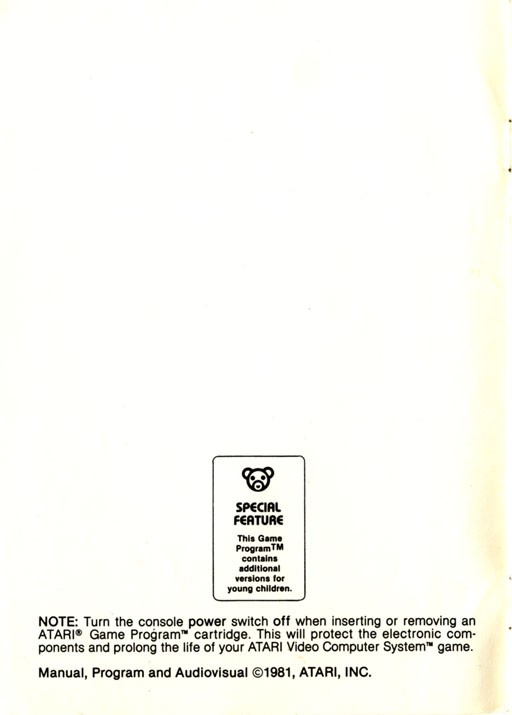 SPECIAL
FEATURE
This Game
Program™
contains
additional
versions for
young children.
NOTE: Turn the console power switch off when inserting or removing an
ATARI® Game Program™ cartridge. This will protect the electronic com-
ponents and prolong the life of your ATARI Video Computer System™ game.
Manual, Program and Audiovisual ©1981, ATARI, INC.